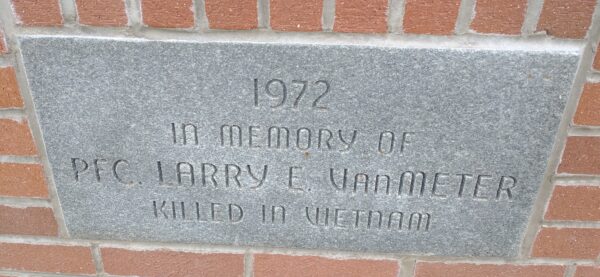 1972
IN MEMORY OF
PFC. LARRY E. VanMETER
KILLED IN VIETNAM